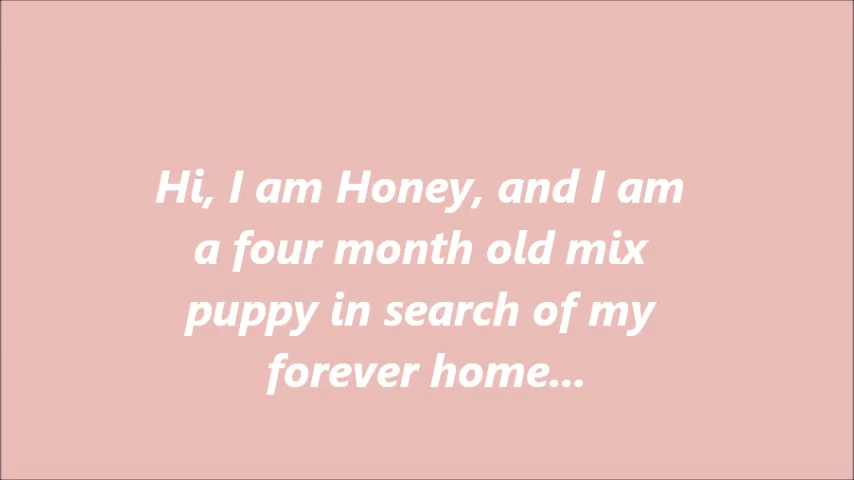 Hi, I am Honey, and I am
a four month old mix
puppy in search of my
forever home...